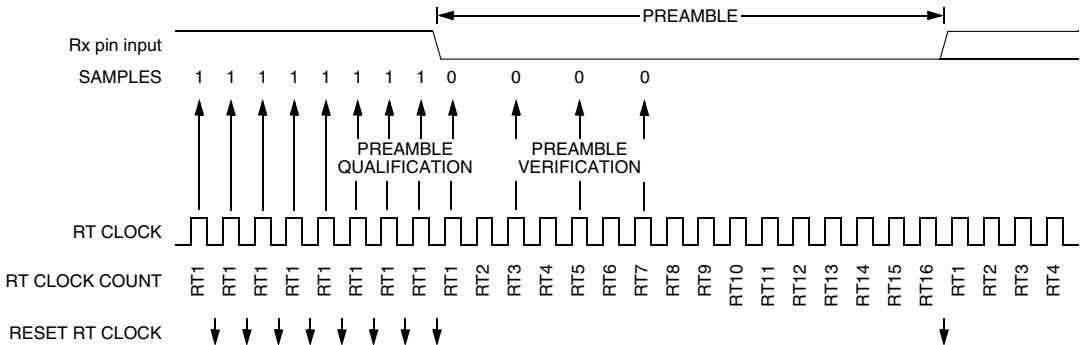 PREAMBLE
Rx pin input
SAMPLES 1 1 1 1 1 1 1 1 0 0 0 0
PREAMBLE QUALIFICATION
PREAMBLE VERIFICATION
RT CLOCK
RT CLOCK COUNT RT1 RT1 RT1 RT1 RT1 RT1 RT1 RT1 RT1 RT2 RT3 RT4 RT5 RT6 RT7 RT8 RT9 RT10 RT11 RT12 RT13 RT14 RT15 RT16 RT1 RT2 RT3 RT4
RESET RT CLOCK